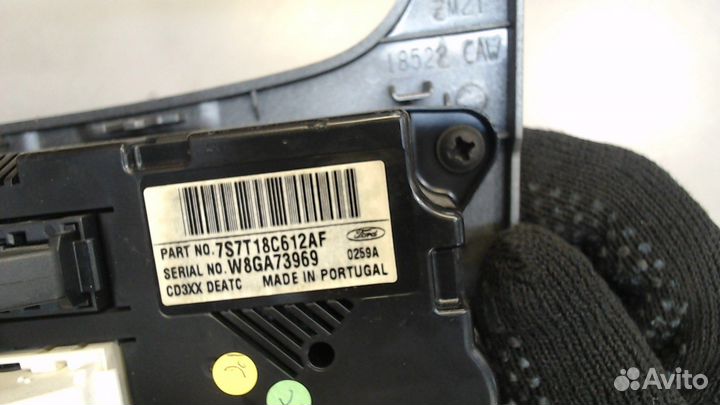 2M21
18522 CAW
PART NO. 7S7T18C612AF
SERIAL NO. W8GA73969
Ford
0259A
CD3XX DEATC MADE IN PORTUGAL
Avito